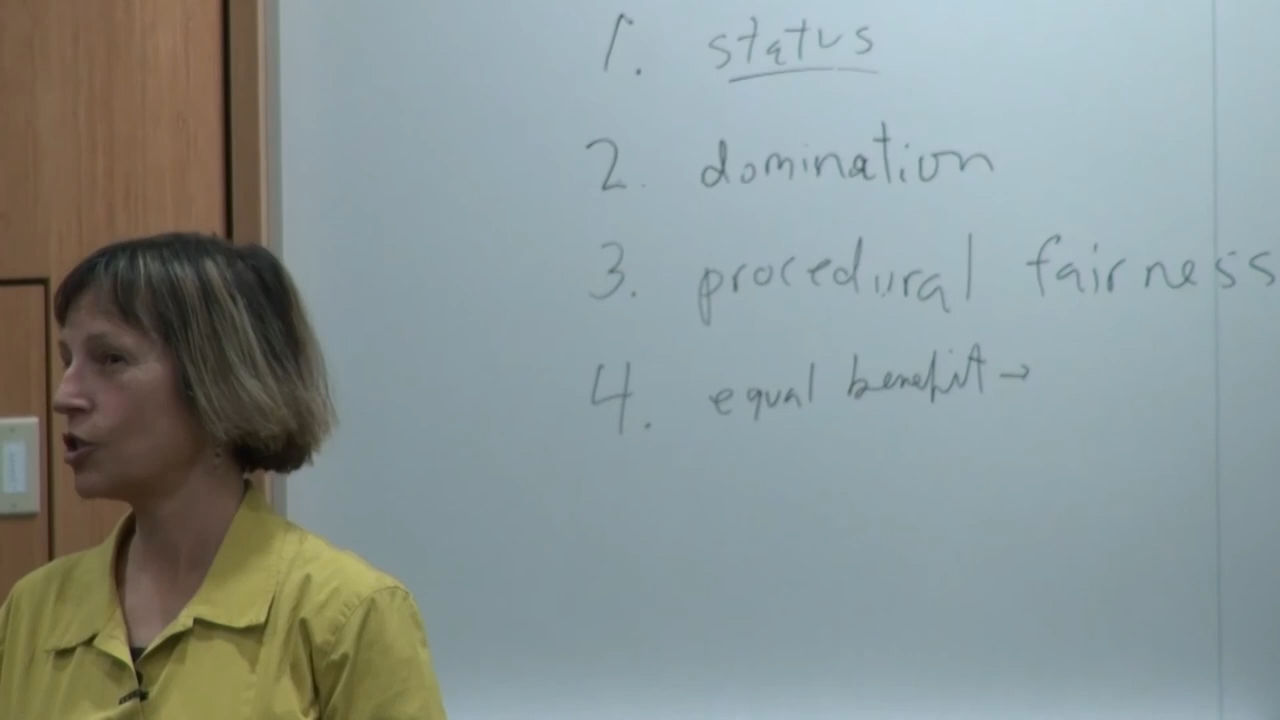 1. status
2. domination
3. procedural fairness
4. equal benefit →